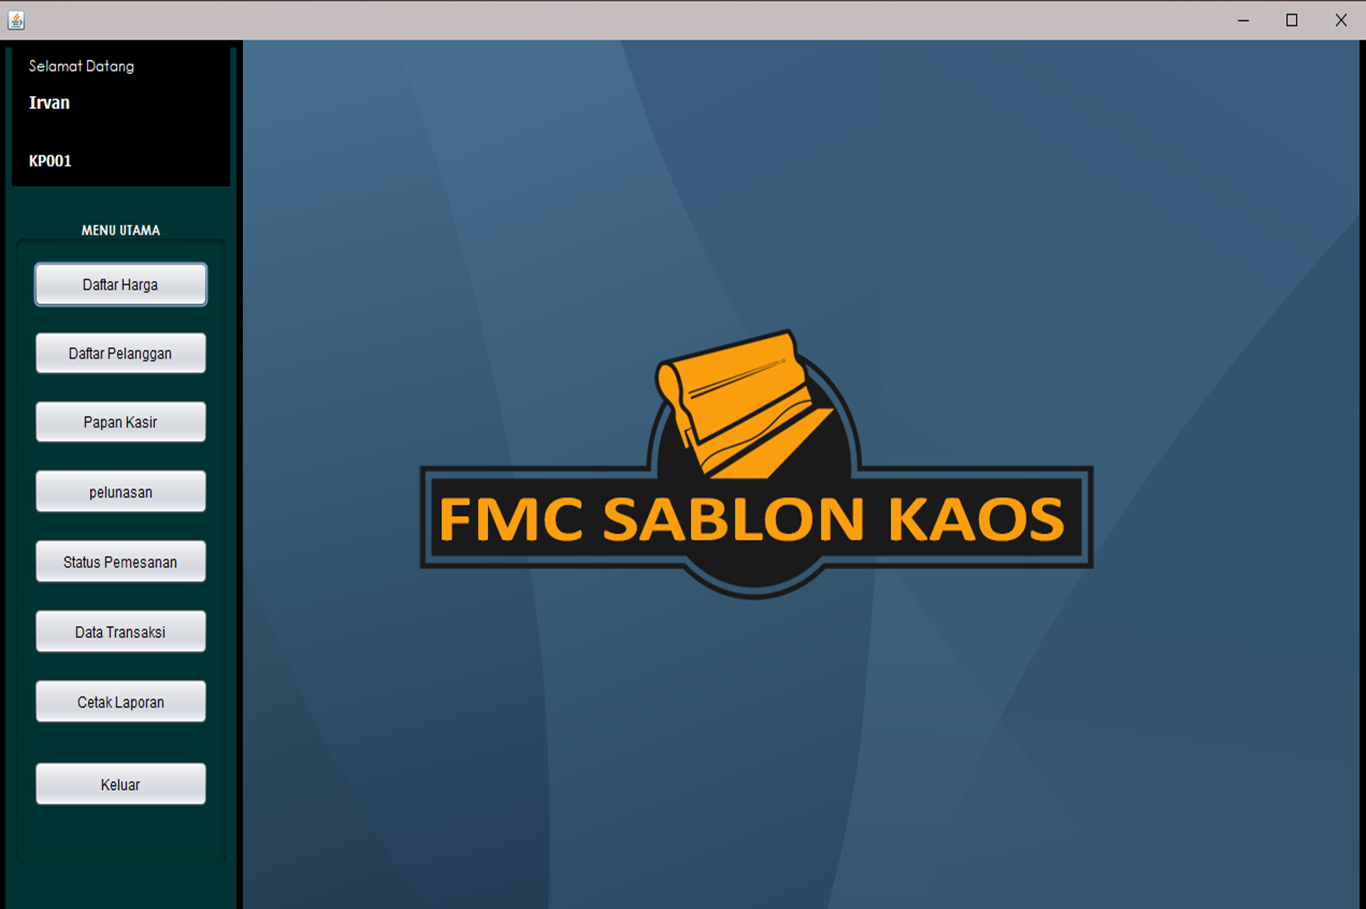 Selamat Datang
Irvan
KP001
MENU UTAMA
Daftar Harga
Daftar Pelanggan
Papan Kasir
pelunasan
Status Pemesanan
Data Transaksi
Cetak Laporan
Keluar
FMC SABLON KAOS